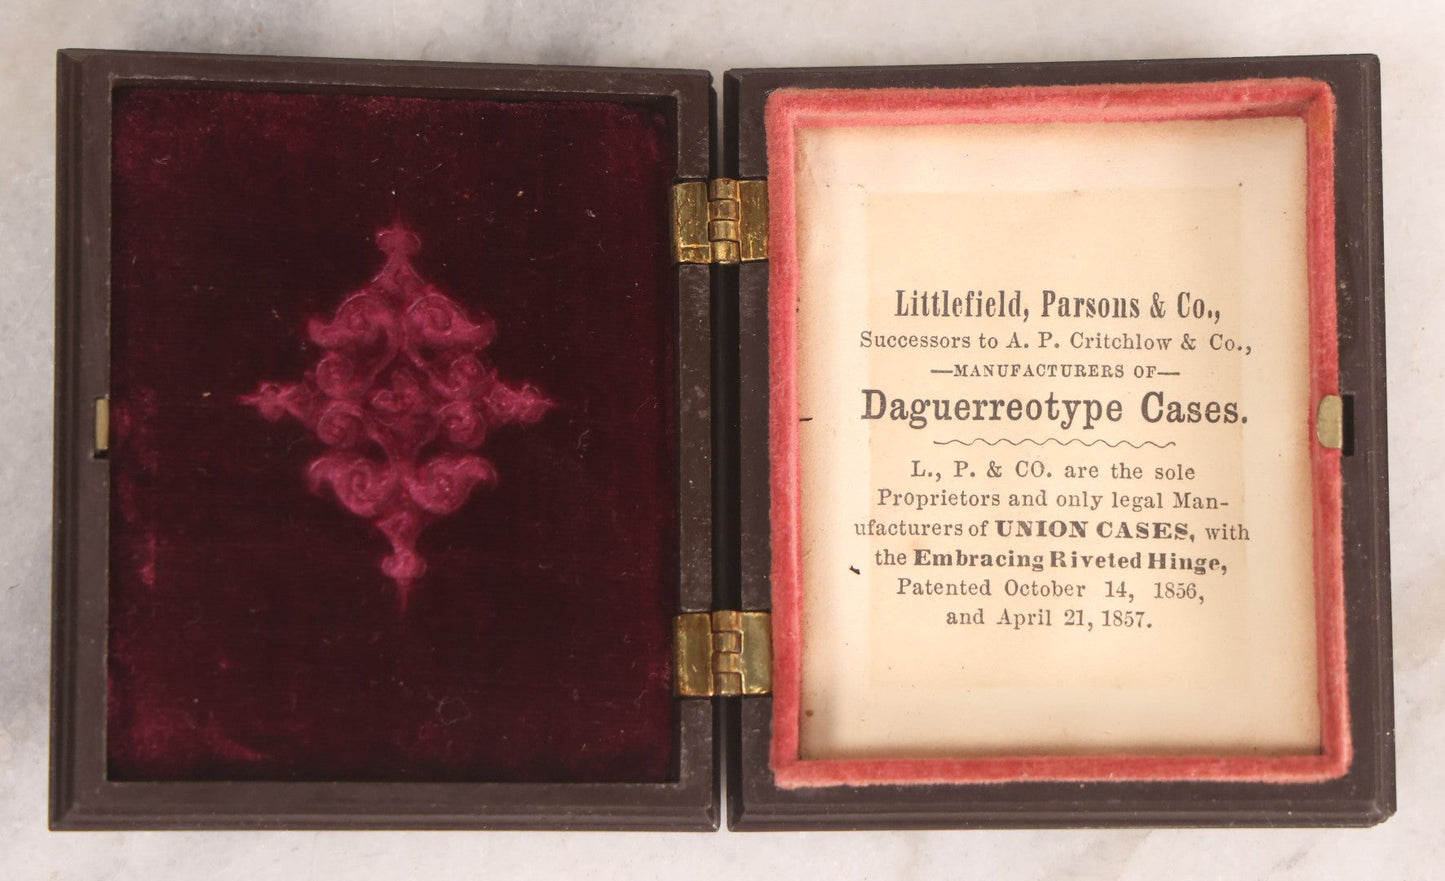 Littlefield, Parsons & Co.,
Successors to A. P. Critchlow & Co.,
—MANUFACTURERS OF—
Daguerreotype Cases.
L., P. & CO. are the sole
Proprietors and only legal Man-
ufacturers of UNION CASES, with
the Embracing Riveted Hinge,
Patented October 14, 1856,
and April 21, 1857.